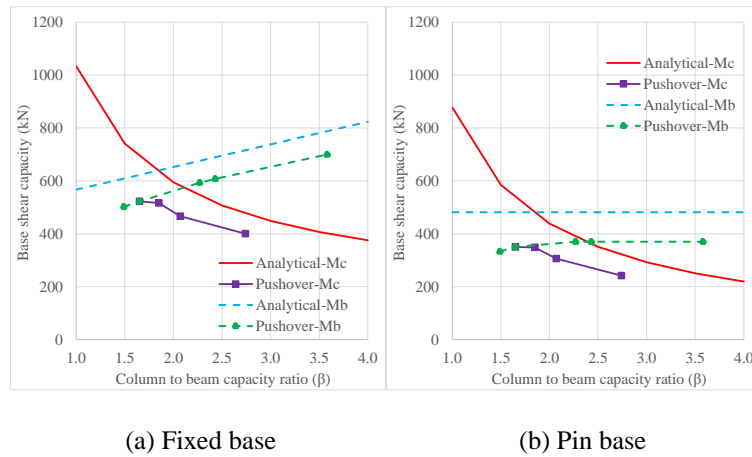 1200
1000
800
600
400
200
0
Base shear capacity (kN)
Analytical-Mc
Pushover-Mc
Analytical-Mb
Pushover-Mb
1.0 1.5 2.0 2.5 3.0 3.5 4.0
Column to beam capacity ratio (β)
(a) Fixed base
1200
1000
800
600
400
200
0
Base shear capacity (kN)
Analytical-Mc
Pushover-Mc
Analytical-Mb
Pushover-Mb
1.0 1.5 2.0 2.5 3.0 3.5 4.0
Column to beam capacity ratio (β)
(b) Pin base